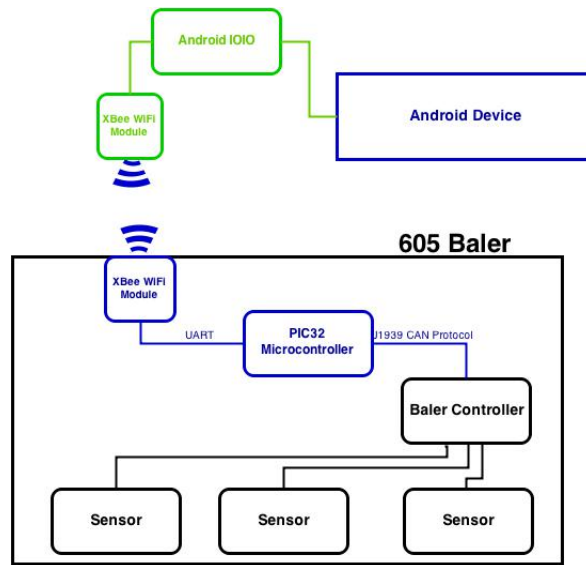 Android IOIO
XBee WiFi
Module
Android Device
605 Baler
XBee WiFi
Module
UART
PIC32
Microcontroller
J1939 CAN Protocol
Baler Controller
Sensor
Sensor
Sensor